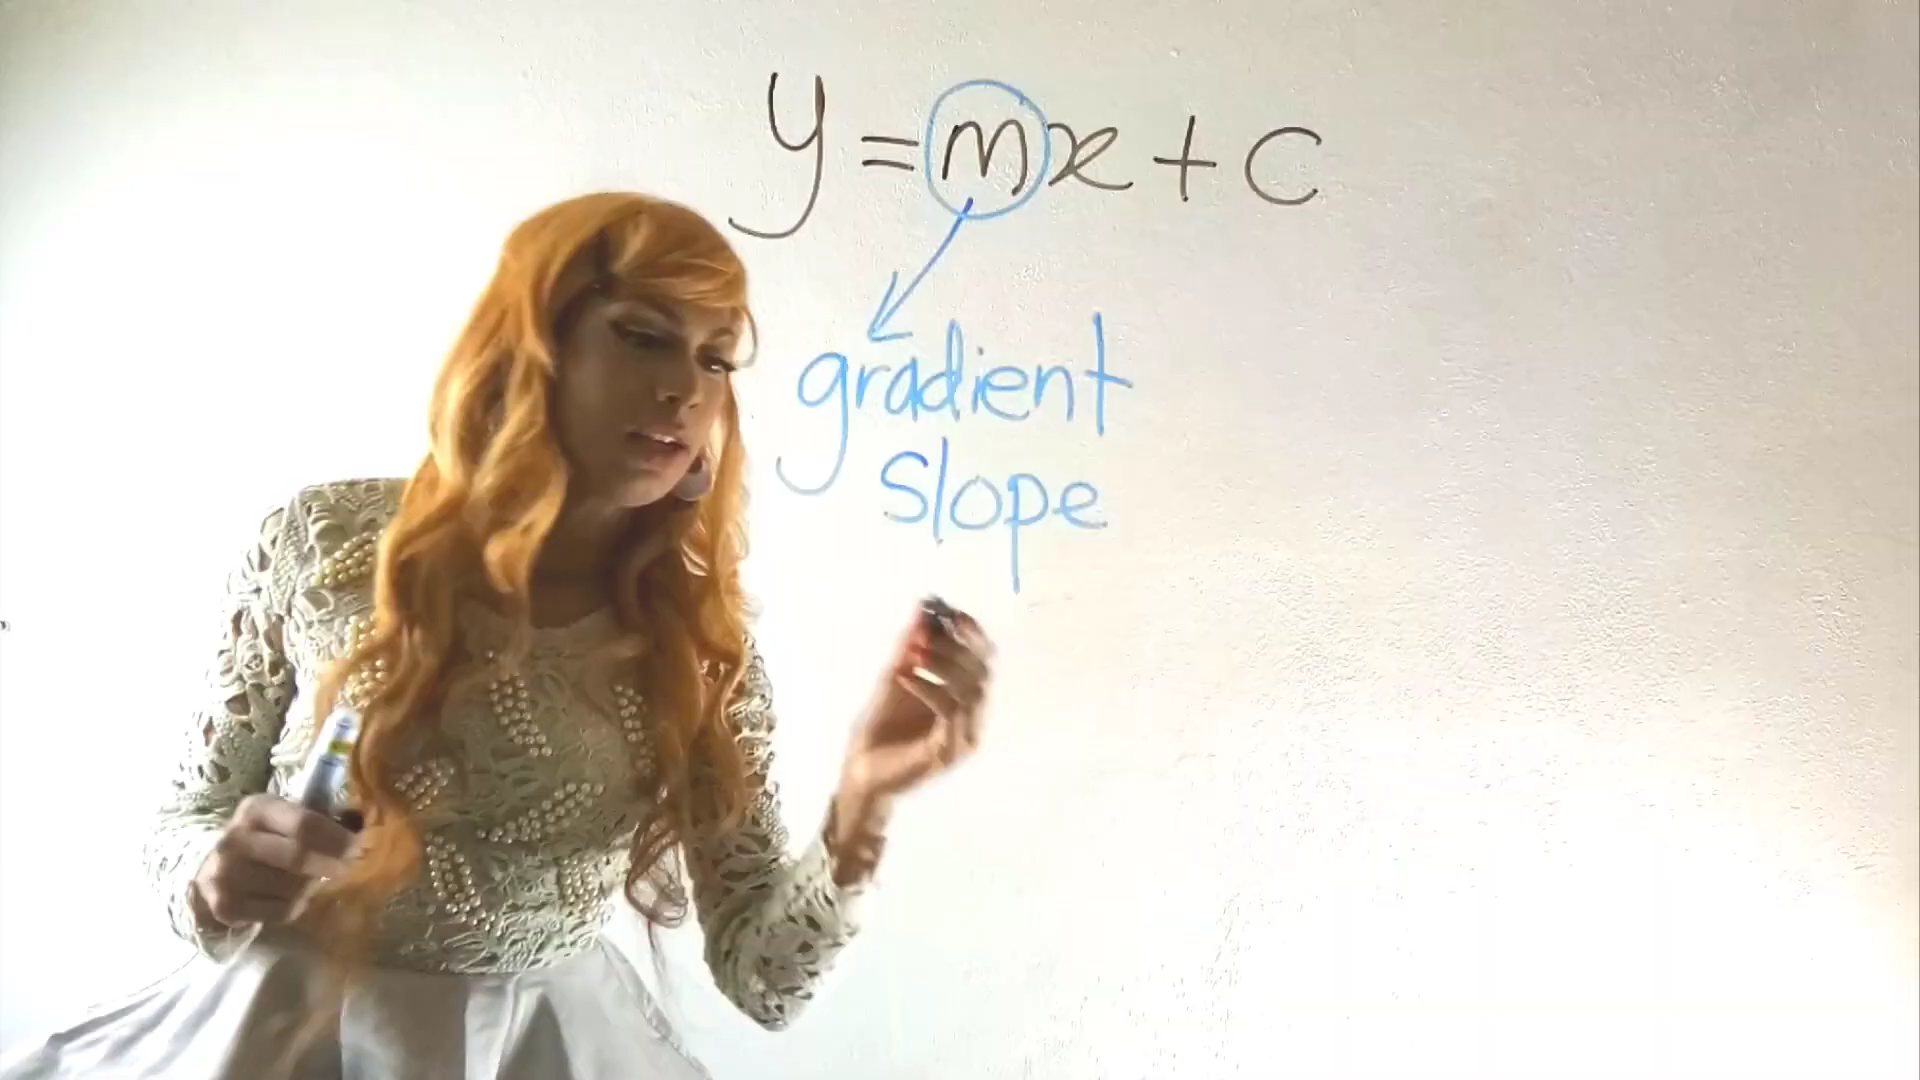 y = mx + c
gradient
slope